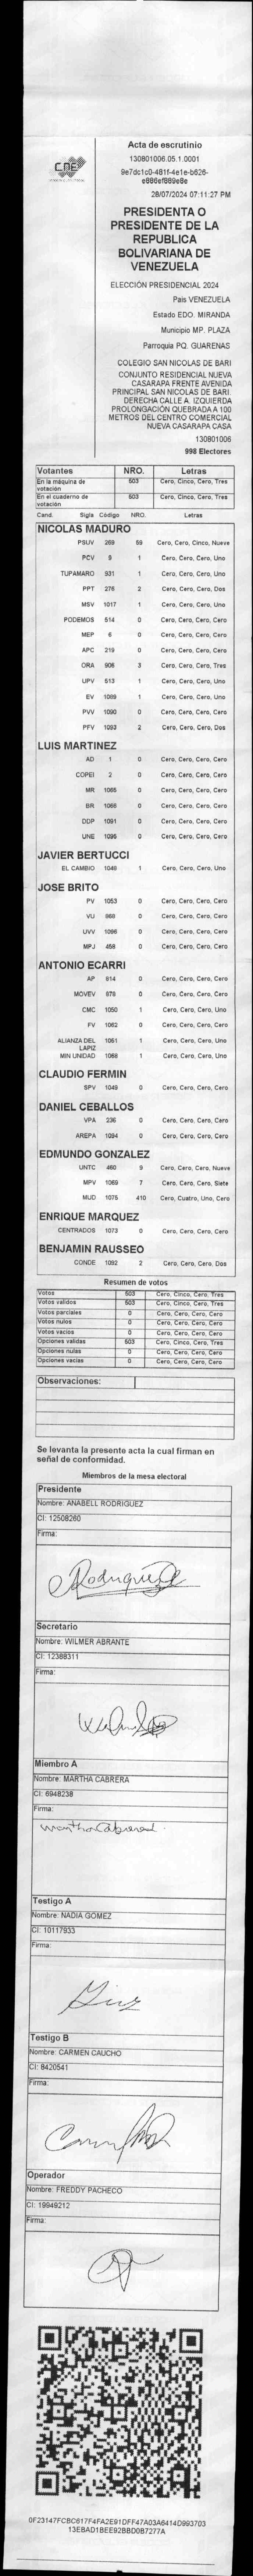 CNE
Acta de escrutinio
130801006.05.1.0001
9e7dc1c0-481f-4e1e-b626-
e886ef889e8e
28/07/2024 07:11:27 PM
PRESIDENTA O
PRESIDENTE DE LA
REPUBLICA
BOLIVARIANA DE
VENEZUELA
ELECCIÓN PRESIDENCIAL 2024
País VENEZUELA
Estado EDO. MIRANDA
Municipio MP. PLAZA
Parroquia PQ. GUARENAS
COLEGIO SAN NICOLAS DE BARI
CONJUNTO RESIDENCIAL NUEVA
CASARAPA FRENTE AVENIDA
PRINCIPAL SAN NICOLAS DE BARI.
DERECHA CALLE A. IZQUIERDA
PROLONGACIÓN QUEBRADA A 100
METROS DEL CENTRO COMERCIAL
NUEVA CASARAPA CASA
130801006
998 Electores
Votantes NRO. Letras
En la máquina de votación 503 Cero, Cinco, Cero, Tres
En el cuaderno de votación 503 Cero, Cinco, Cero, Tres
Cand. Sigla Código NRO. Letras
NICOLAS MADURO
PSUV 269 59 Cero, Cero, Cinco, Nueve
PCV 9 1 Cero, Cero, Cero, Uno
TUPAMARO 931 1 Cero, Cero, Cero, Uno
PPT 276 2 Cero, Cero, Cero, Dos
MSV 1017 1 Cero, Cero, Cero, Uno
PODEMOS 514 0 Cero, Cero, Cero, Cero
MEP 6 0 Cero, Cero, Cero, Cero
APC 219 0 Cero, Cero, Cero, Cero
ORA 906 3 Cero, Cero, Cero, Tres
UPV 513 1 Cero, Cero, Cero, Uno
EV 1089 1 Cero, Cero, Cero, Uno
PVV 1090 0 Cero, Cero, Cero, Cero
PFV 1093 2 Cero, Cero, Cero, Dos
LUIS MARTINEZ
AD 1 0 Cero, Cero, Cero, Cero
COPEI 2 0 Cero, Cero, Cero, Cero
MR 1065 0 Cero, Cero, Cero, Cero
BR 1066 0 Cero, Cero, Cero, Cero
DDP 1091 0 Cero, Cero, Cero, Cero
UNE 1095 0 Cero, Cero, Cero, Cero
JAVIER BERTUCCI
EL CAMBIO 1049 1 Cero, Cero, Cero, Uno
JOSE BRITO
PV 1053 0 Cero, Cero, Cero, Cero
VU 968 0 Cero, Cero, Cero, Cero
UVV 1096 0 Cero, Cero, Cero, Cero
MPJ 458 0 Cero, Cero, Cero, Cero
ANTONIO ECARRI
AP 814 0 Cero, Cero, Cero, Cero
MOVEV 978 0 Cero, Cero, Cero, Cero
CMC 1050 1 Cero, Cero, Cero, Uno
FV 1062 0 Cero, Cero, Cero, Cero
ALIANZA DEL LAPIZ 1061 1 Cero, Cero, Cero, Uno
MIN UNIDAD 1068 1 Cero, Cero, Cero, Uno
CLAUDIO FERMIN
SPV 1049 0 Cero, Cero, Cero, Cero
DANIEL CEBALLOS
VPA 236 0 Cero, Cero, Cero, Cero
AREPA 1094 0 Cero, Cero, Cero, Cero
EDMUNDO GONZALEZ
UNTC 460 9 Cero, Cero, Cero, Nueve
MPV 1069 7 Cero, Cero, Cero, Siete
MUD 1075 410 Cero, Cuatro, Uno, Cero
ENRIQUE MARQUEZ
CENTRADOS 1073 0 Cero, Cero, Cero, Cero
BENJAMIN RAUSSEO
CONDE 1092 2 Cero, Cero, Cero, Dos
Resumen de votos
Votos 503 Cero, Cinco, Cero, Tres
Votos validos 503 Cero, Cinco, Cero, Tres
Votos parciales 0 Cero, Cero, Cero, Cero
Votos nulos 0 Cero, Cero, Cero, Cero
Votos vacios 0 Cero, Cero, Cero, Cero
Opciones validas 503 Cero, Cinco, Cero, Tres
Opciones nulas 0 Cero, Cero, Cero, Cero
Opciones vacias 0 Cero, Cero, Cero, Cero
Observaciones:
Se levanta la presente acta la cual firman en
señal de conformidad.
Miembros de la mesa electoral
Presidente
Nombre: ANABELL RODRIGUEZ
CI: 12508260
Firma:
Rodriguez
Secretario
Nombre: WILMER ABRANTE
CI: 12388311
Firma:
Miembro A
Nombre: MARTHA CABRERA
CI: 6948238
Firma:
Martha Cabrera
Testigo A
Nombre: NADIA GOMEZ
CI: 10117933
Firma:
Testigo B
Nombre: CARMEN CAUCHO
CI: 8420541
Firma:
Operador
Nombre: FREDDY PACHECO
CI: 19949212
Firma:
0F23147FCBC617F4FA2E91DFF47A03A6414D993703
13EBAD1BEE92BBD0B7277A